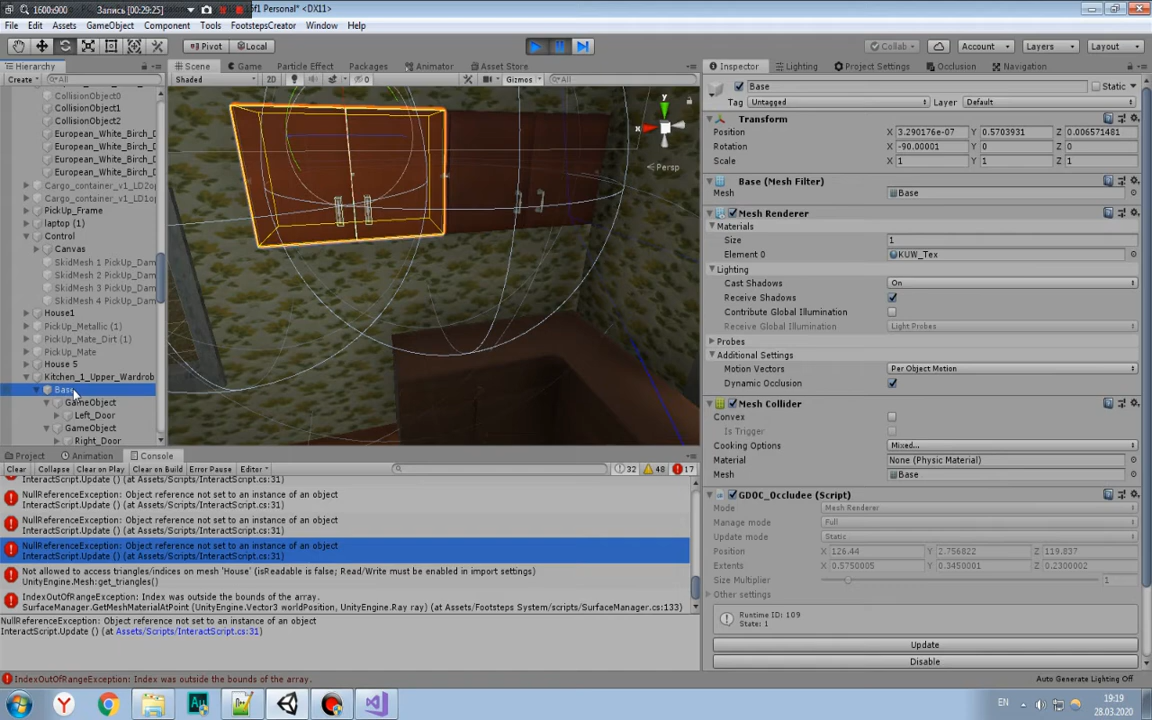 1600x900 Запись [00:29:25] 5f1 Personal* <DX11>
File Edit Assets GameObject Component Tools FootstepsCreator Window Help
Pivot Local Collab Account Layers Layout
Hierarchy
Create All
CollisionObject0
CollisionObject1
CollisionObject2
European_White_Birch_D
European_White_Birch_D
European_White_Birch_D
European_White_Birch_D
Cargo_container_v1_LD2o
Cargo_container_v1_LD1o
PickUp_Frame
laptop (1)
Control
Canvas
SkidMesh 1 PickUp_Dam
SkidMesh 2 PickUp_Dam
SkidMesh 3 PickUp_Dam
SkidMesh 4 PickUp_Dam
House1
PickUp_Metallic (1)
PickUp_Mate_Dirt (1)
PickUp_Mate
House 5
Kitchen_1_Upper_Wardrob
Base
GameObject
Left_Door
GameObject
Right_Door
Scene Game Particle Effect Packages Animator Asset Store
Shaded 2D 0 Gizmos All
y
x
z
Persp
Project Animation Console
Clear Collapse Clear on Play Clear on Build Error Pause Editor 32 48 17
InteractScript.Update () (at Assets/Scripts/InteractScript.cs:31)
NullReferenceException: Object reference not set to an instance of an object
InteractScript.Update () (at Assets/Scripts/InteractScript.cs:31)
NullReferenceException: Object reference not set to an instance of an object
InteractScript.Update () (at Assets/Scripts/InteractScript.cs:31)
NullReferenceException: Object reference not set to an instance of an object
InteractScript.Update () (at Assets/Scripts/InteractScript.cs:31)
Not allowed to access triangles/indices on mesh 'House' (isReadable is false; Read/Write must be enabled in import settings)
UnityEngine.Mesh:get_triangles()
IndexOutOfRangeException: Index was outside the bounds of the array.
SurfaceManager.GetMeshMaterialAtPoint (UnityEngine.Vector3 worldPosition, UnityEngine.Ray ray) (at Assets/Footsteps System/scripts/SurfaceManager.cs:133)
NullReferenceException: Object reference not set to an instance of an object
InteractScript.Update () (at Assets/Scripts/InteractScript.cs:31)
IndexOutOfRangeException: Index was outside the bounds of the array.
Inspector Lighting Project Settings Occlusion Navigation
Base Static
Tag Untagged Layer Default
Transform
Position X 3.290176e-07 Y 0.5703931 Z 0.006571481
Rotation X -90.00001 Y 0 Z 0
Scale X 1 Y 1 Z 1
Base (Mesh Filter)
Mesh Base
Mesh Renderer
Materials
Size 1
Element 0 KUW_Tex
Lighting
Cast Shadows On
Receive Shadows
Contribute Global Illumination
Receive Global Illumination Light Probes
Probes
Additional Settings
Motion Vectors Per Object Motion
Dynamic Occlusion
Mesh Collider
Convex
Is Trigger
Cooking Options Mixed...
Material None (Physic Material)
Mesh Base
GDOC_Occludee (Script)
Mode Mesh Renderer
Manage mode Full
Update mode Static
Position X 126.44 Y 2.756822 Z 119.837
Extents X 0.5750005 Y 0.3450001 Z 0.2300002
Size Multiplier 1
Other settings
Runtime ID: 109
State: 1
Update
Disable
Auto Generate Lighting Off
EN 19:19
28.03.2020